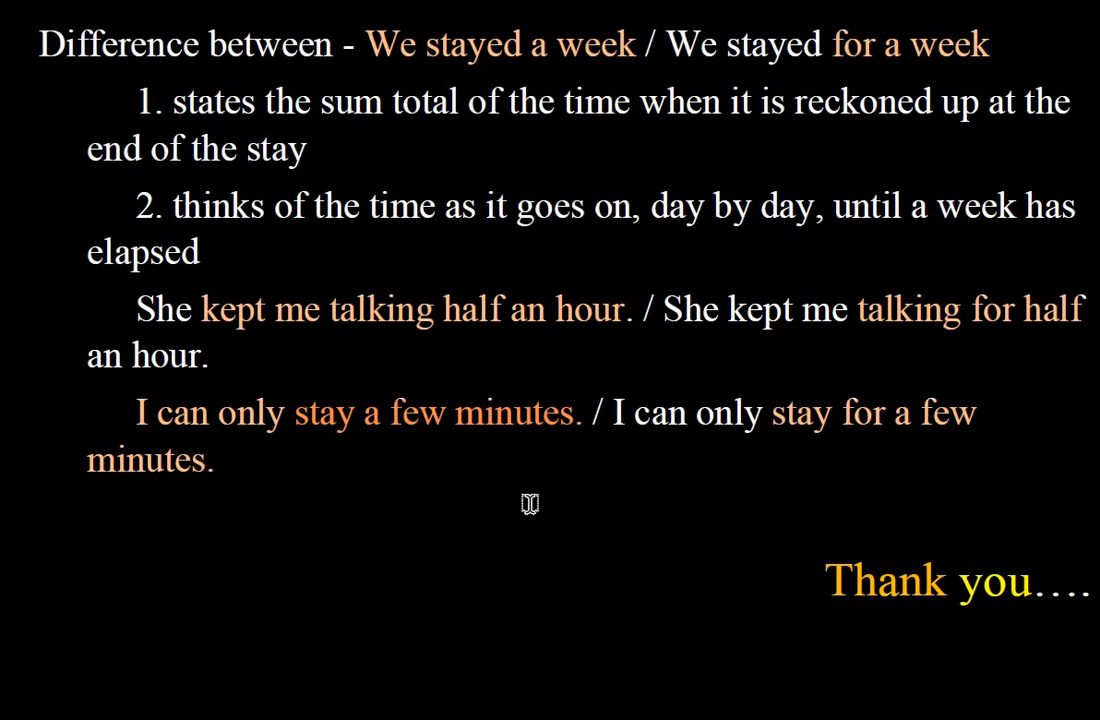 Difference between - We stayed a week / We stayed for a week
1. states the sum total of the time when it is reckoned up at the
end of the stay
2. thinks of the time as it goes on, day by day, until a week has
elapsed
She kept me talking half an hour. / She kept me talking for half
an hour.
I can only stay a few minutes. / I can only stay for a few
minutes.
Thank you....